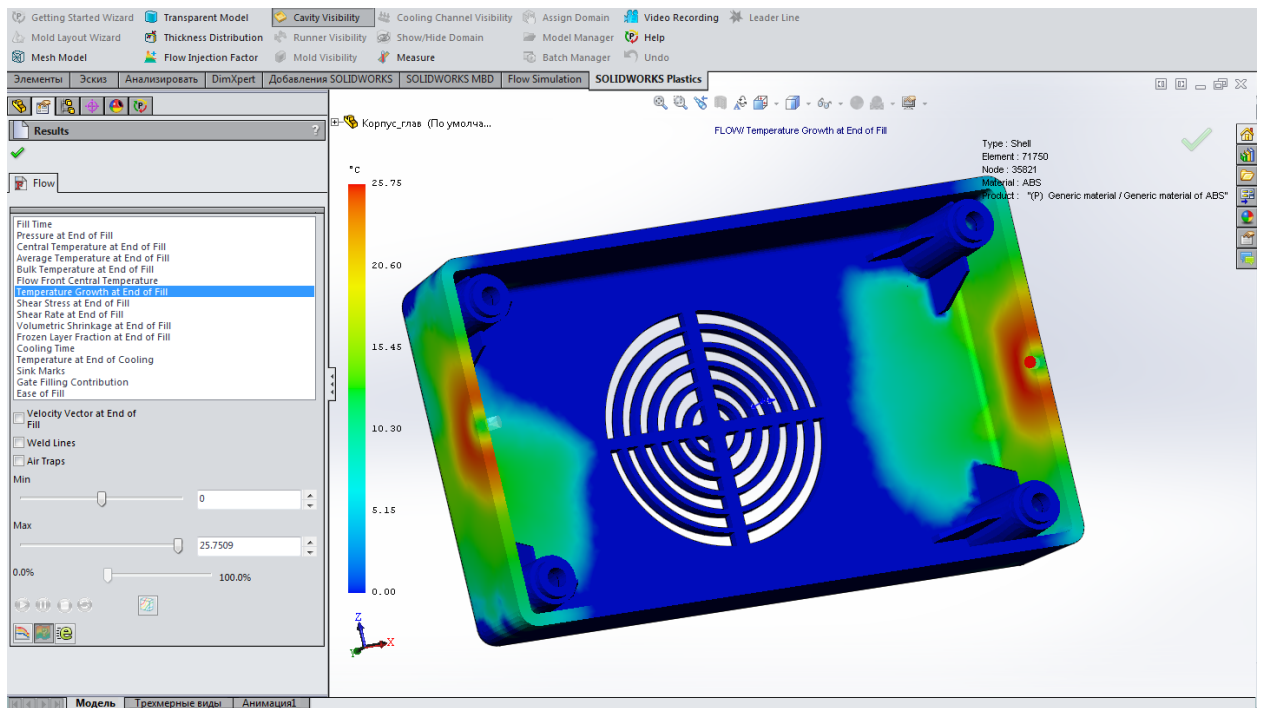 Getting Started Wizard Transparent Model Cavity Visibility Cooling Channel Visibility Assign Domain Video Recording Leader Line
Mold Layout Wizard Thickness Distribution Runner Visibility Show/Hide Domain Model Manager Help
Mesh Model Flow Injection Factor Mold Visibility Measure Batch Manager Undo
Элементы Эскиз Анализировать DimXpert Добавления SOLIDWORKS SOLIDWORKS MBD Flow Simulation SOLIDWORKS Plastics
Results ?
Flow
Fill Time
Pressure at End of Fill
Central Temperature at End of Fill
Average Temperature at End of Fill
Bulk Temperature at End of Fill
Flow Front Central Temperature
Temperature Growth at End of Fill
Shear Stress at End of Fill
Shear Rate at End of Fill
Volumetric Shrinkage at End of Fill
Frozen Layer Fraction at End of Fill
Cooling Time
Temperature at End of Cooling
Sink Marks
Gate Filling Contribution
Ease of Fill
Velocity Vector at End of
Fill
Weld Lines
Air Traps
Min
0
Max
25.7509
0.0% 100.0%
Корпус_глав (По умолча...
FLOW/ Temperature Growth at End of Fill
Type : Shell
Element : 71750
Node : 35821
Material : ABS
Product : "(P) Generic material / Generic material of ABS"
°C
25.75
20.60
15.45
10.30
5.15
0.00
Z
X
Y
Модель Трехмерные виды Анимация1